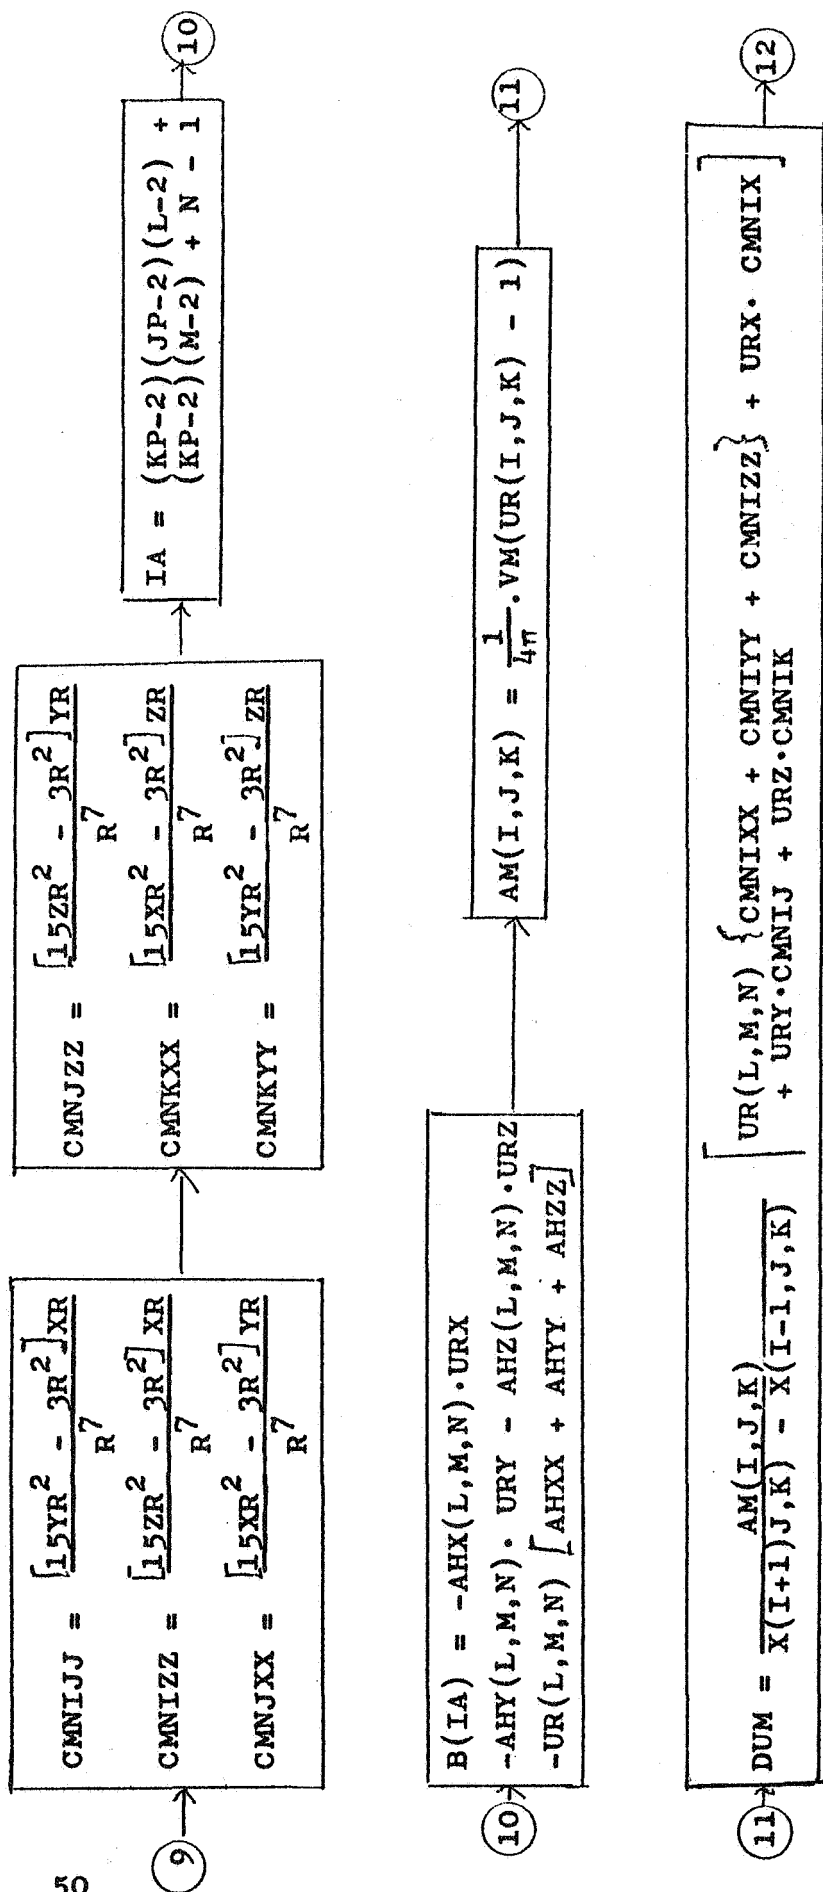 50
9
CMNIJJ = [15YR² - 3R²]XR / R⁷
CMNIZZ = [15ZR² - 3R²]XR / R⁷
CMNJXX = [15XR² - 3R²]YR / R⁷
CMNJZZ = [15ZR² - 3R²]YR / R⁷
CMNKXX = [15XR² - 3R²]ZR / R⁷
CMNKYY = [15YR² - 3R²]ZR / R⁷
IA = (KP-2)(JP-2)(L-2) +
(KP-2)(M-2) + N - 1
10
10
B(IA) = -AHX(L,M,N)·URX
-AHY(L,M,N)· URY - AHZ(L,M,N)·URZ
-UR(L,M,N) [AHXX + AHYY + AHZZ]
AM(I,J,K) = 1/4π ·VM(UR(I,J,K) - 1)
11
11
DUM = AM(I,J,K) / X(I+1)J,K) - X(I-1,J,K) [UR(L,M,N) {CMNIXX + CMNIYY + CMNIZZ} + URX· CMNIX
+ URY·CMNIJ + URZ·CMNIK]
12